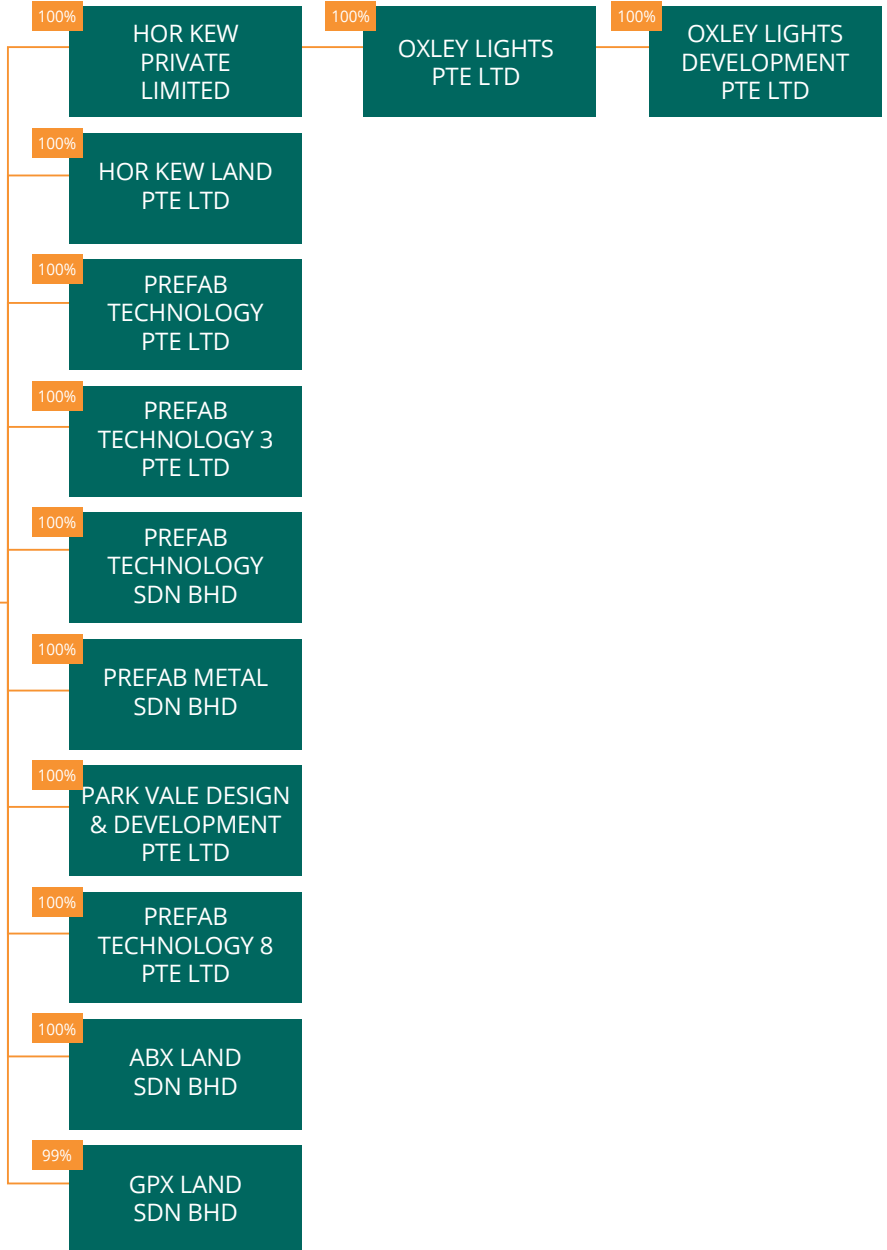 100%
HOR KEW
PRIVATE
LIMITED
100%
OXLEY LIGHTS
PTE LTD
100%
OXLEY LIGHTS
DEVELOPMENT
PTE LTD
100%
HOR KEW LAND
PTE LTD
100%
PREFAB
TECHNOLOGY
PTE LTD
100%
PREFAB
TECHNOLOGY 3
PTE LTD
100%
PREFAB
TECHNOLOGY
SDN BHD
100%
PREFAB METAL
SDN BHD
100%
PARK VALE DESIGN
& DEVELOPMENT
PTE LTD
100%
PREFAB
TECHNOLOGY 8
PTE LTD
100%
ABX LAND
SDN BHD
99%
GPX LAND
SDN BHD